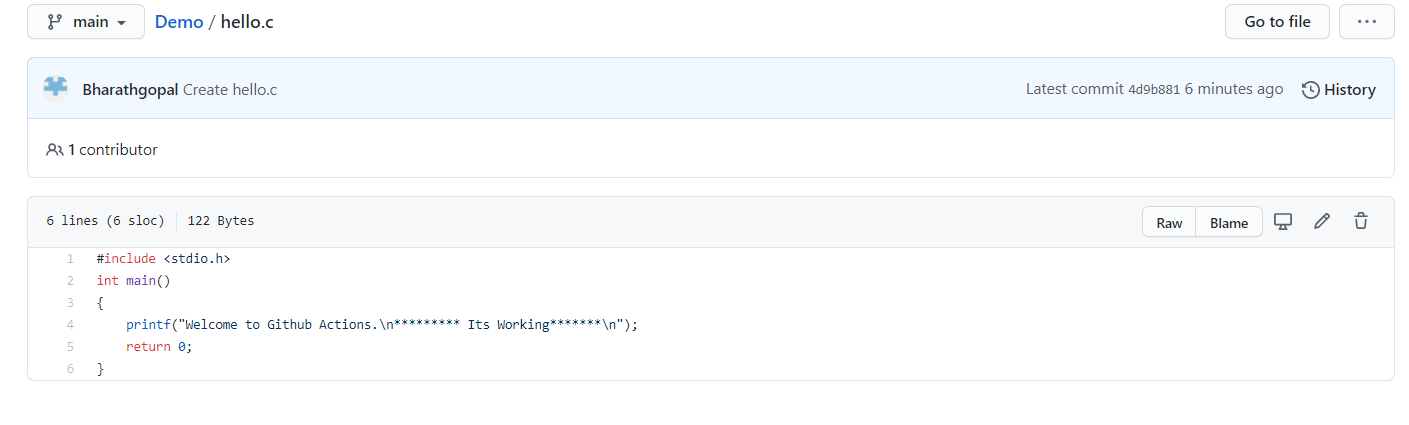 main Demo / hello.c Go to file ...
Bharathgopal Create hello.c Latest commit 4d9b881 6 minutes ago History
1 contributor
6 lines (6 sloc) 122 Bytes Raw Blame
1 #include <stdio.h>
2 int main()
3 {
4     printf("Welcome to Github Actions.\n********* Its Working*******\n");
5     return 0;
6 }